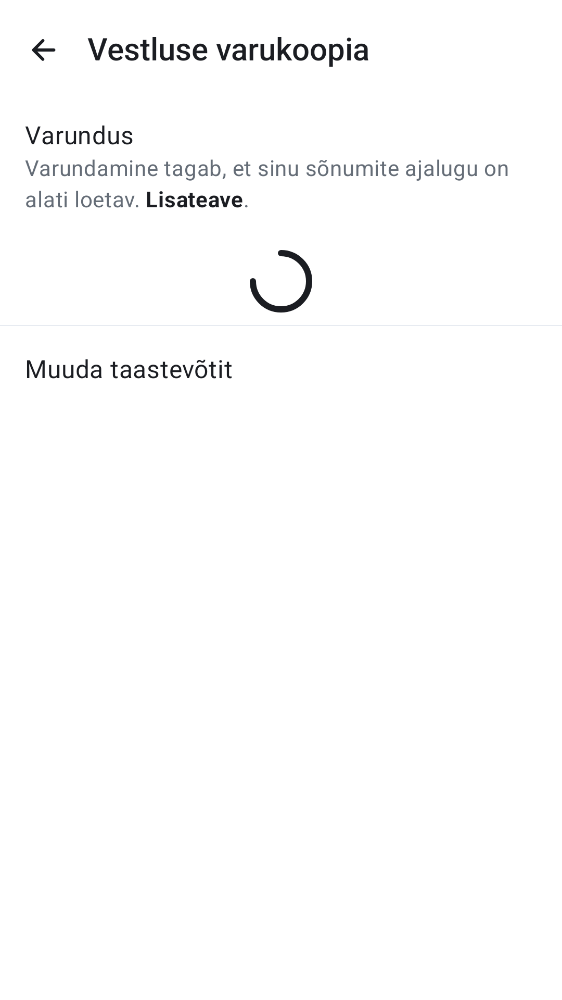 Vestluse varukoopia
Varundus
Varundamine tagab, et sinu sõnumite ajalugu on
alati loetav. Lisateave.
Muuda taastevõtit